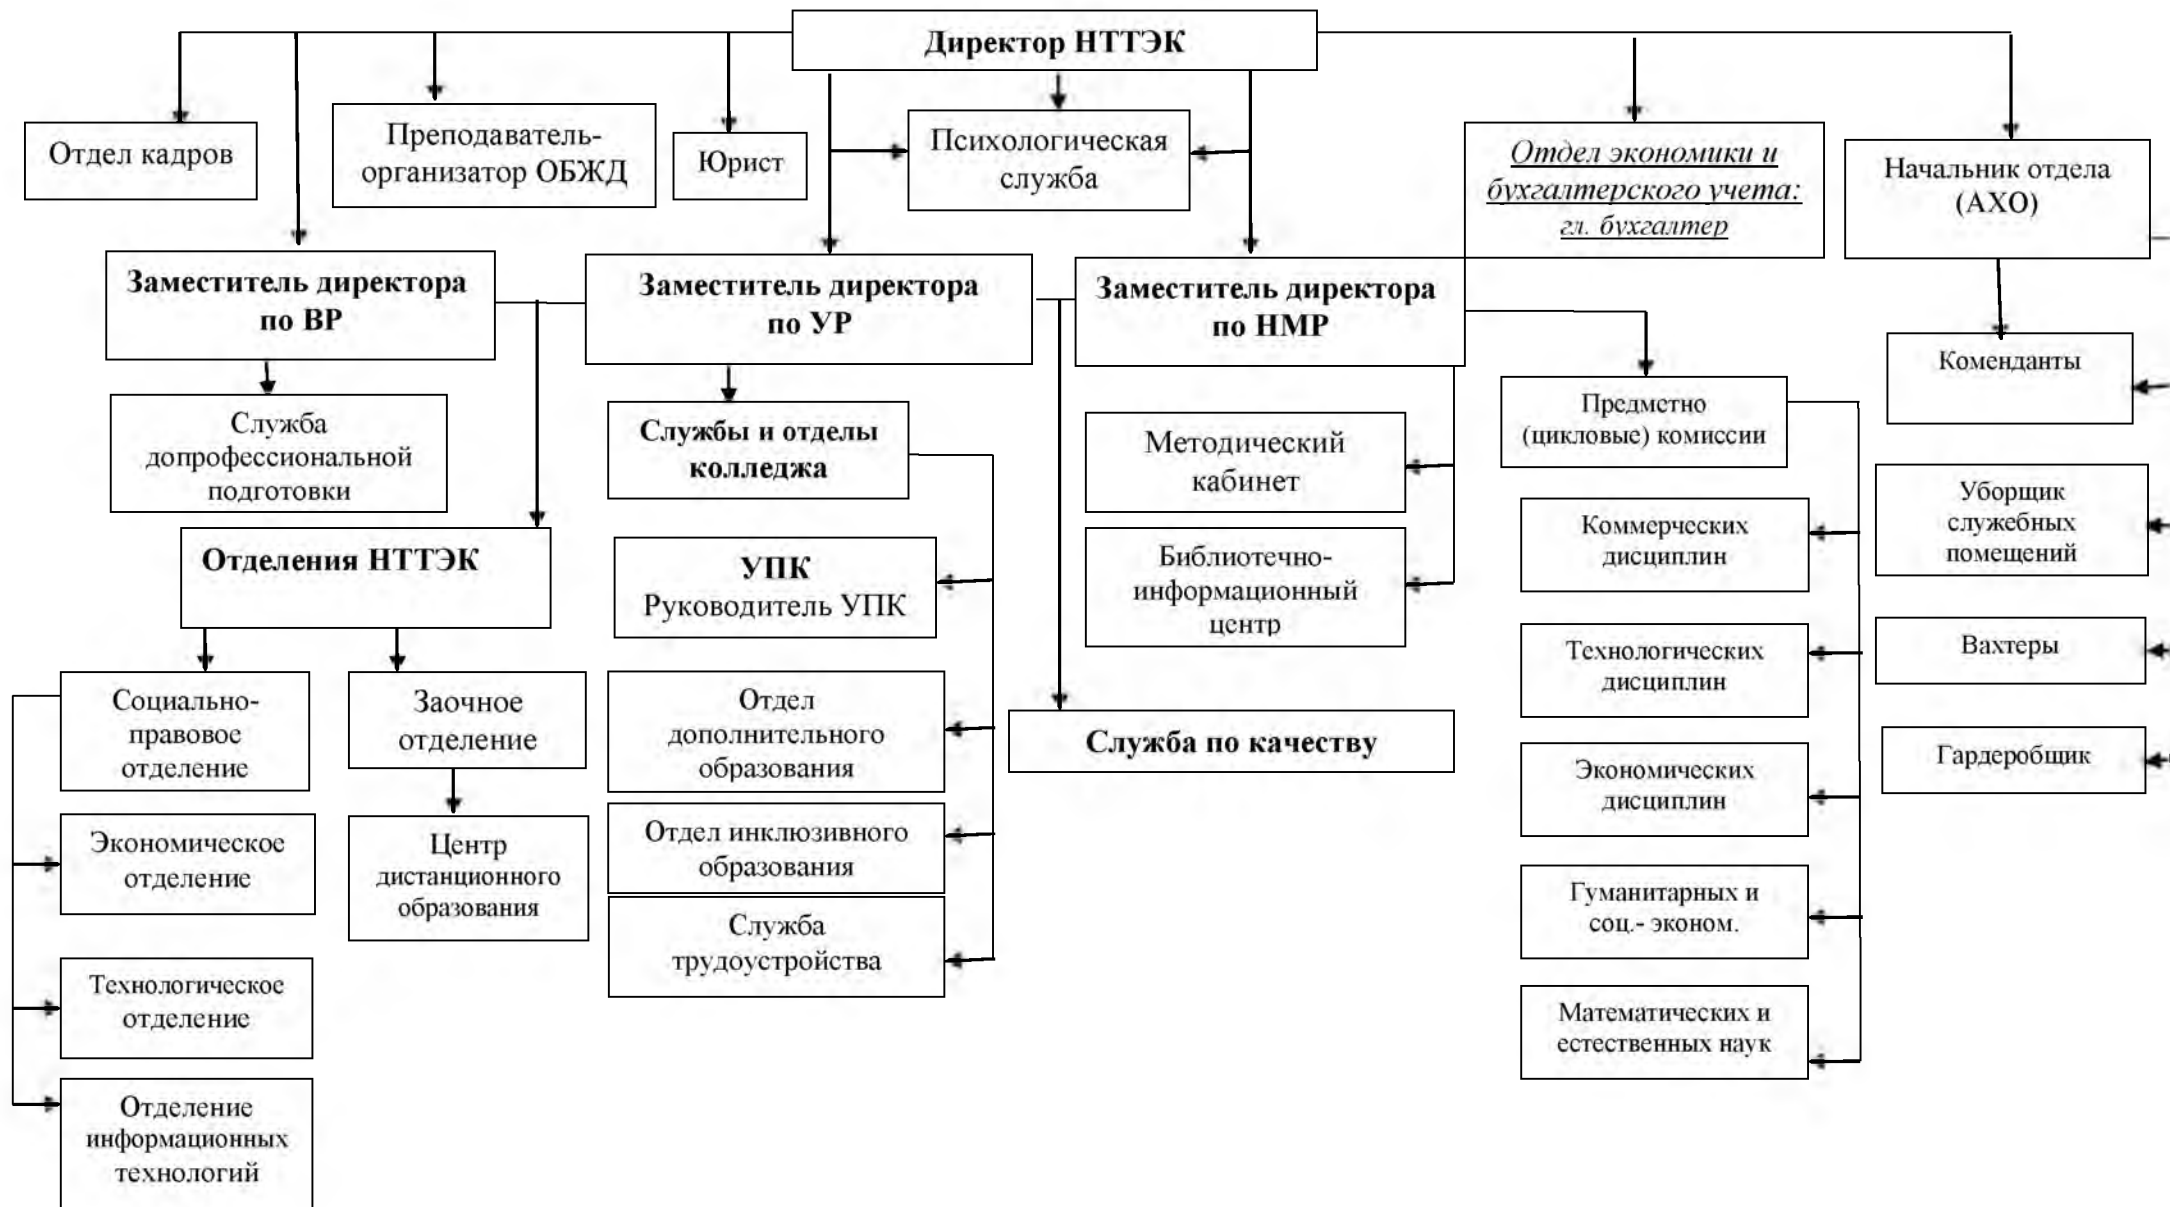 Директор НТТЭК
Отдел кадров
Преподаватель-
организатор ОБЖД
Юрист
Психологическая
служба
Отдел экономики и
бухгалтерского учета:
гл. бухгалтер
Начальник отдела
(АХО)
Заместитель директора
по ВР
Заместитель директора
по УР
Заместитель директора
по НМР
Коменданты
Служба
допрофессиональной
подготовки
Службы и отделы
колледжа
Методический
кабинет
Предметно
(цикловые) комиссии
Уборщик
служебных
помещений
Отделения НТТЭК
УПК
Руководитель УПК
Библиотечно-
информационный
центр
Коммерческих
дисциплин
Вахтеры
Социально-
правовое
отделение
Заочное
отделение
Отдел
дополнительного
образования
Служба по качеству
Технологических
дисциплин
Гардеробщик
Экономическое
отделение
Центр
дистанционного
образования
Отдел инклюзивного
образования
Экономических
дисциплин
Служба
трудоустройства
Гуманитарных и
соц.- эконом.
Технологическое
отделение
Математических и
естественных наук
Отделение
информационных
технологий